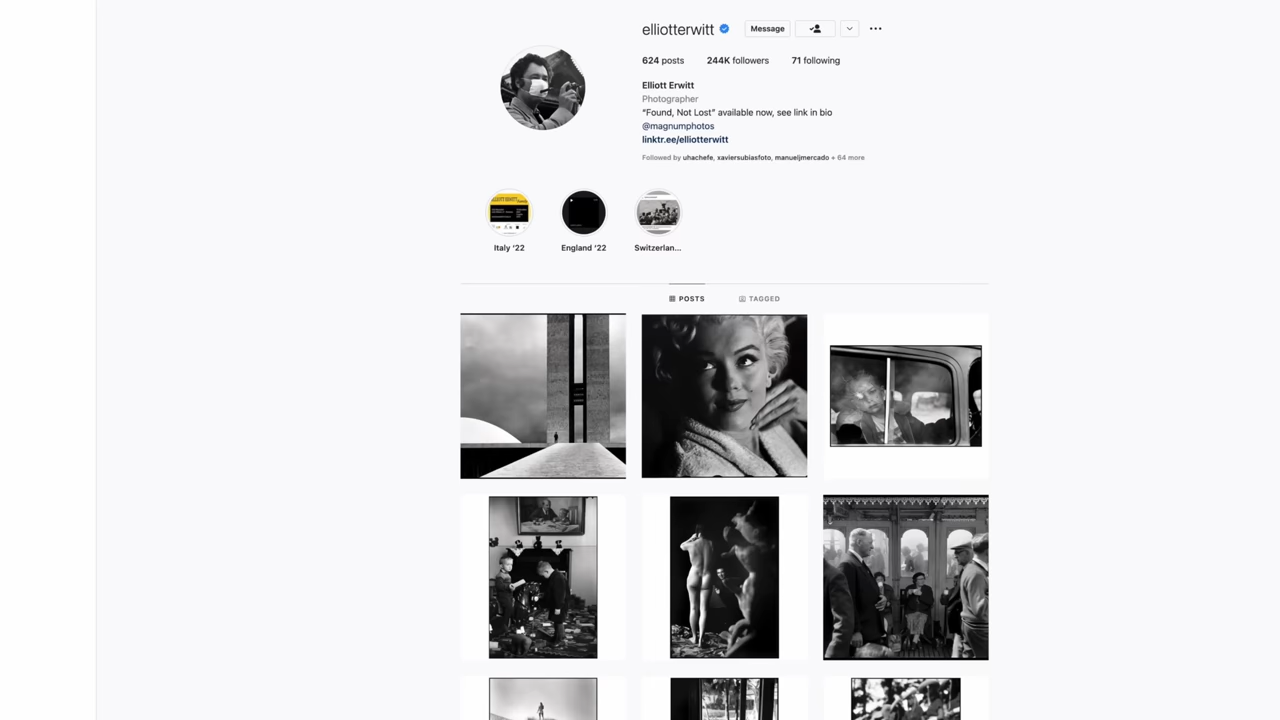 elliotterwitt
Message
624 posts 244K followers 71 following
Elliott Erwitt
Photographer
“Found, Not Lost” available now, see link in bio
@magnumphotos
linktr.ee/elliotterwitt
Followed by uhachefe, xaviersubiasfoto, manueljmercado + 64 more
Italy ‘22 England ‘22 Switzerlan...
POSTS TAGGED